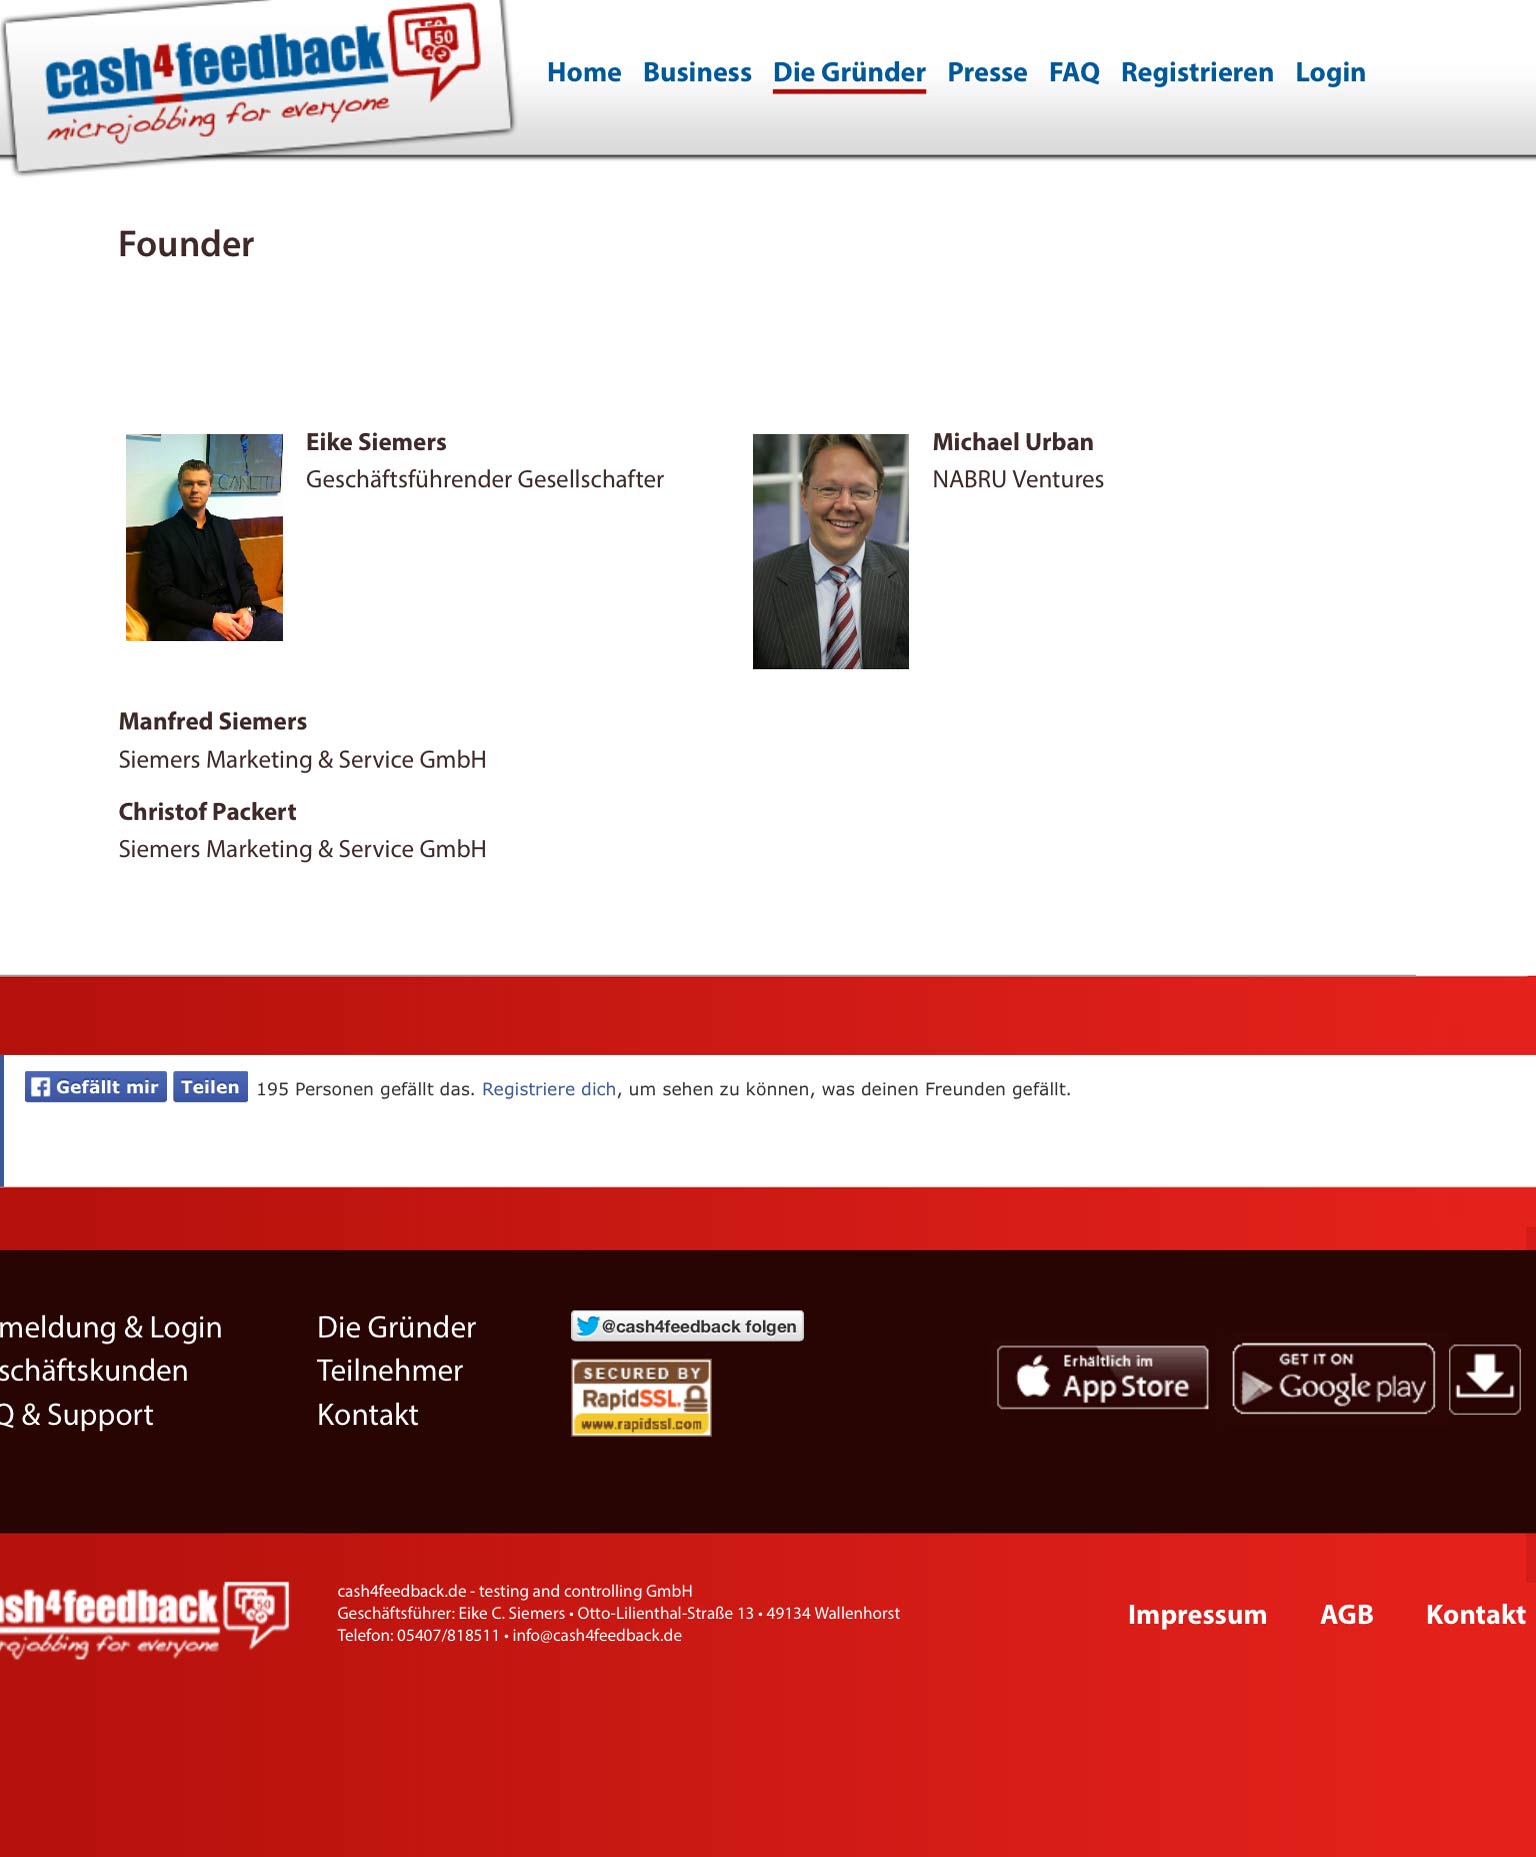 cash4feedback
microjobbing for everyone
Home Business Die Gründer Presse FAQ Registrieren Login
Founder
CANETTI
Eike Siemers
Geschäftsführender Gesellschafter
Michael Urban
NABRU Ventures
Manfred Siemers
Siemers Marketing & Service GmbH
Christof Packert
Siemers Marketing & Service GmbH
Gefällt mir Teilen 195 Personen gefällt das. Registriere dich, um sehen zu können, was deinen Freunden gefällt.
meldung & Login
schäftskunden
Q & Support
Die Gründer
Teilnehmer
Kontakt
@cash4feedback folgen
SECURED BY
RapidSSL.
www.rapidssl.com
Erhältlich im
App Store
GET IT ON
Google play
ash4feedback
rojobbing for everyone
cash4feedback.de - testing and controlling GmbH
Geschäftsführer: Eike C. Siemers • Otto-Lilienthal-Straße 13 • 49134 Wallenhorst
Telefon: 05407/818511 • info@cash4feedback.de
Impressum AGB Kontakt